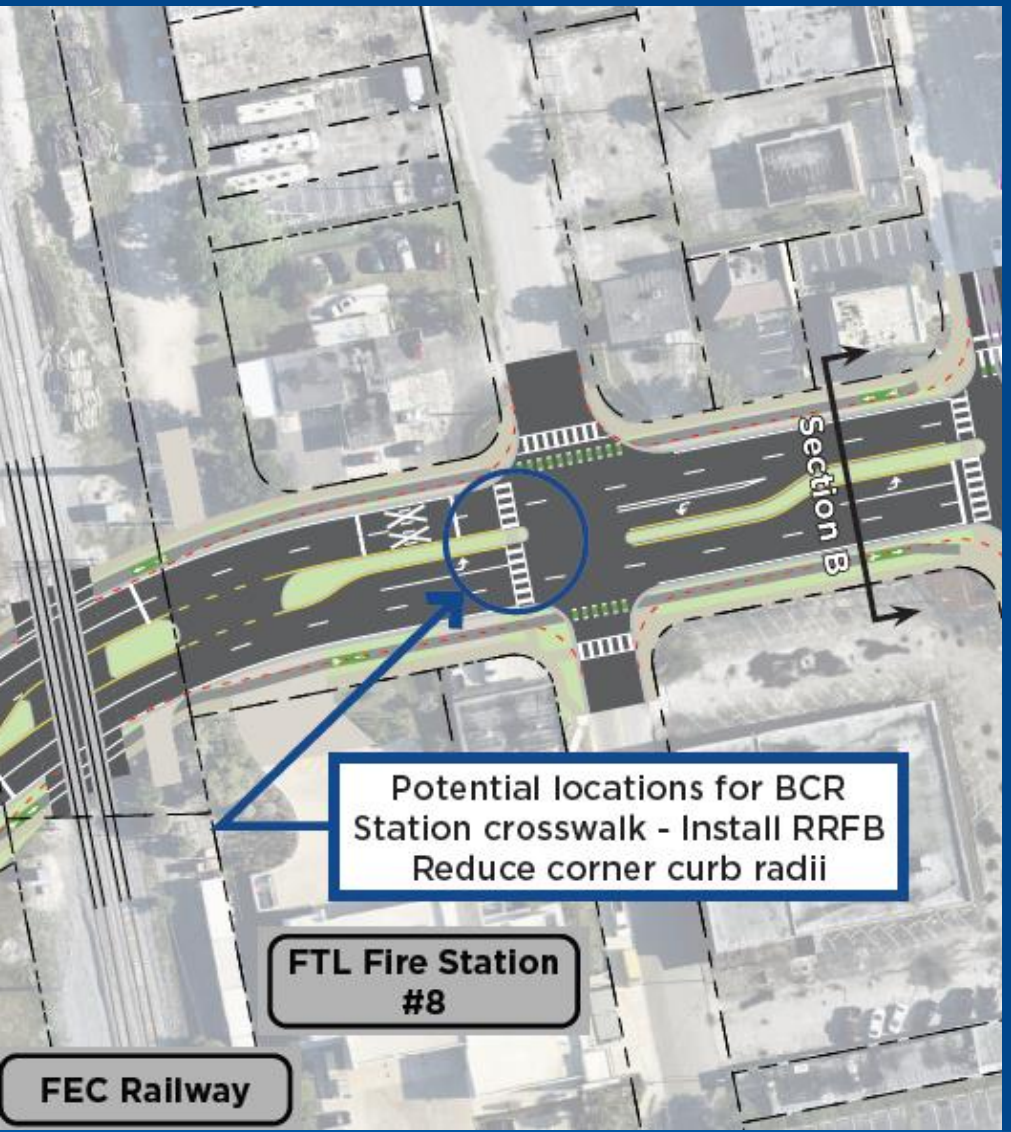 Section B
Potential locations for BCR
Station crosswalk - Install RRFB
Reduce corner curb radii
FTL Fire Station
#8
FEC Railway